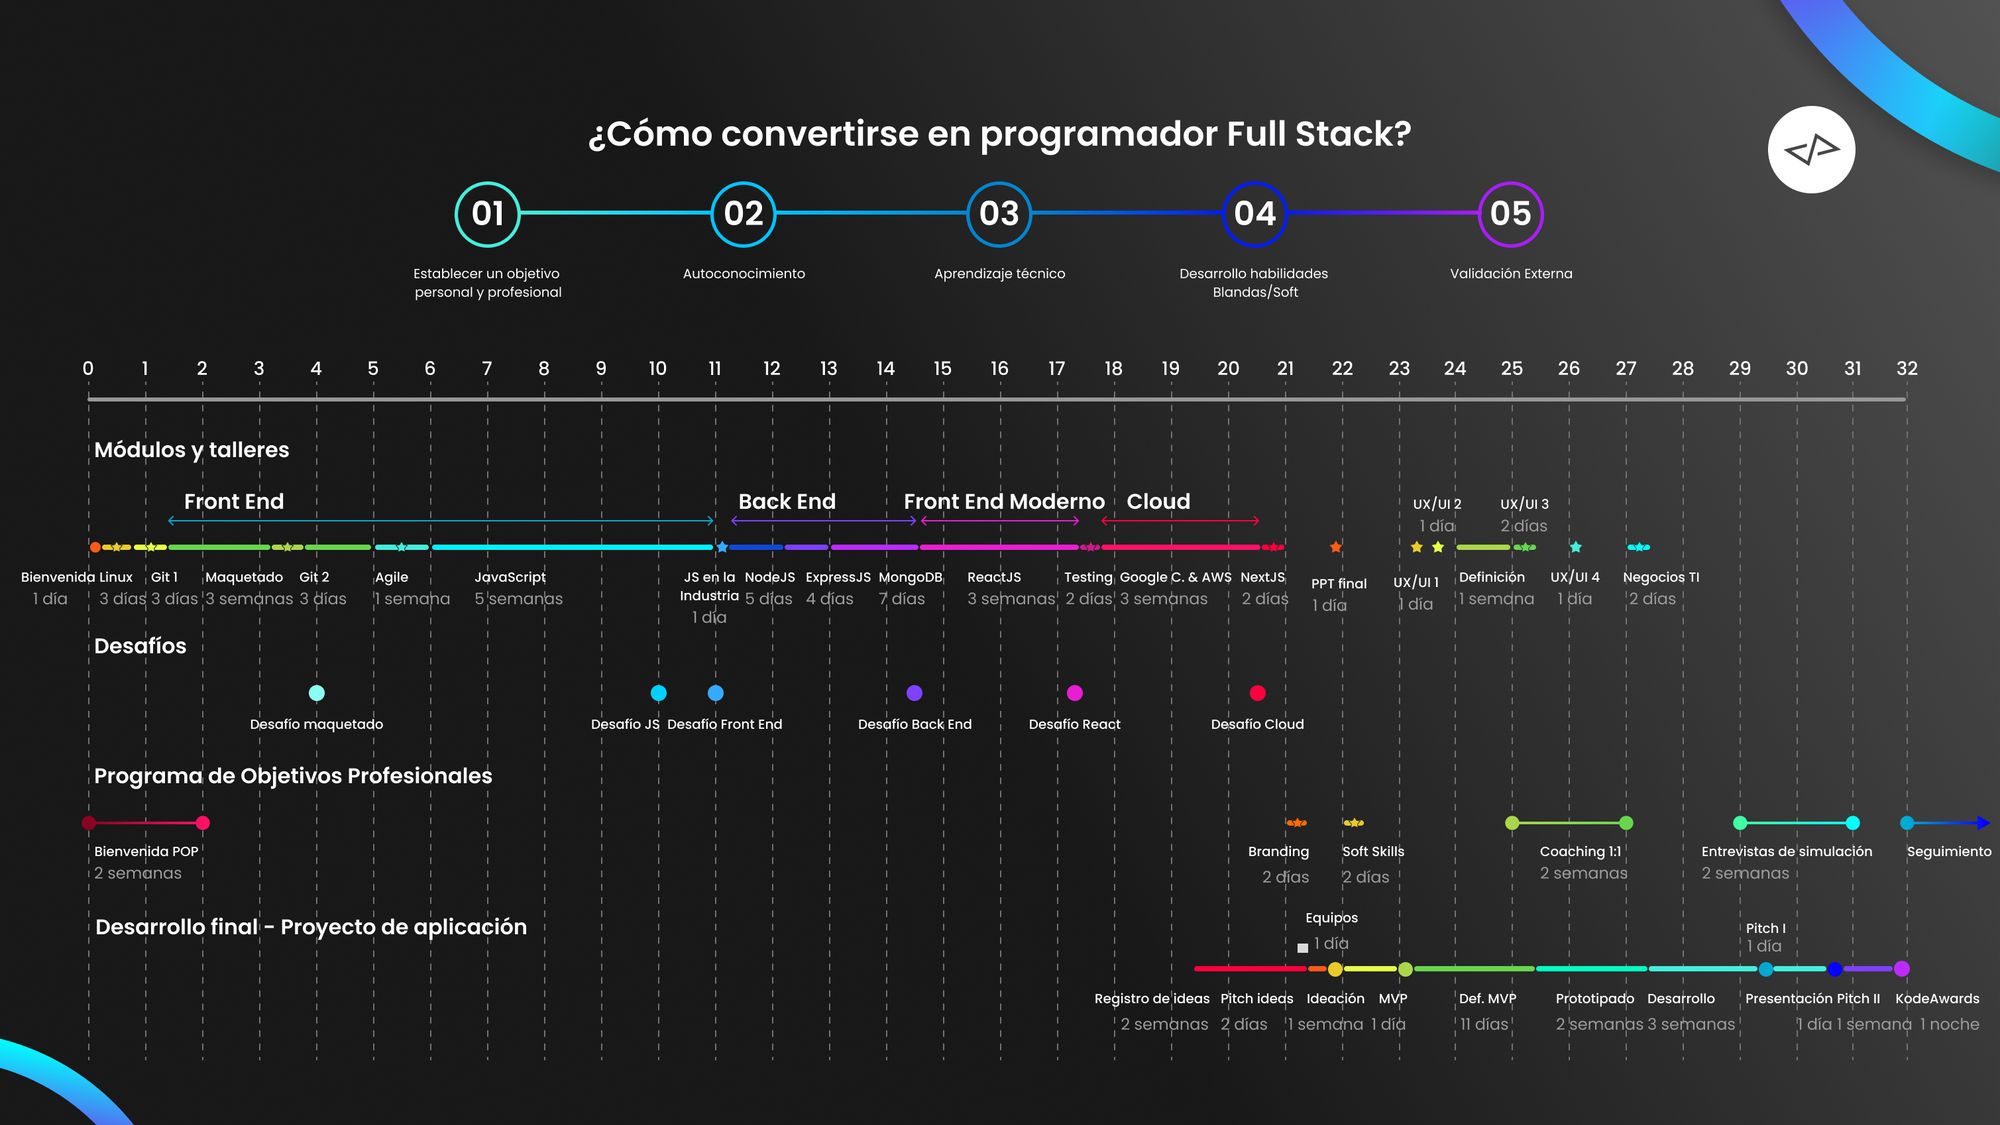 ¿Cómo convertirse en programador Full Stack?
01 02 03 04 05
Establecer un objetivo
personal y profesional
Autoconocimiento
Aprendizaje técnico
Desarrollo habilidades
Blandas/Soft
Validación Externa
0 1 2 3 4 5 6 7 8 9 10 11 12 13 14 15 16 17 18 19 20 21 22 23 24 25 26 27 28 29 30 31 32
Módulos y talleres
Front End Back End Front End Moderno Cloud
UX/UI 2 UX/UI 3
1 día 2 días
Bienvenida Linux Git 1 Maquetado Git 2 Agile JavaScript
1 día 3 días 3 días 3 semanas 3 días 1 semana 5 semanas
JS en la
Industria
1 día
NodeJS ExpressJS MongoDB ReactJS Testing Google C. & AWS NextJS
5 días 4 días 7 días 3 semanas 2 días 3 semanas 2 días
PPT final UX/UI 1 Definición UX/UI 4 Negocios TI
1 día 1 día 1 semana 1 día 2 días
Desafíos
Desafío maquetado Desafío JS Desafío Front End Desafío Back End Desafío React Desafío Cloud
Programa de Objetivos Profesionales
Bienvenida POP Branding Soft Skills Coaching 1:1 Entrevistas de simulación Seguimiento
2 semanas 2 días 2 días 2 semanas 2 semanas
Desarrollo final - Proyecto de aplicación
Equipos
1 día
Pitch I
1 día
Registro de ideas Pitch ideas Ideación MVP Def. MVP Prototipado Desarrollo Presentación Pitch II KodeAwards
2 semanas 2 días 1 semana 1 día 11 días 2 semanas 3 semanas 1 día 1 semana 1 noche